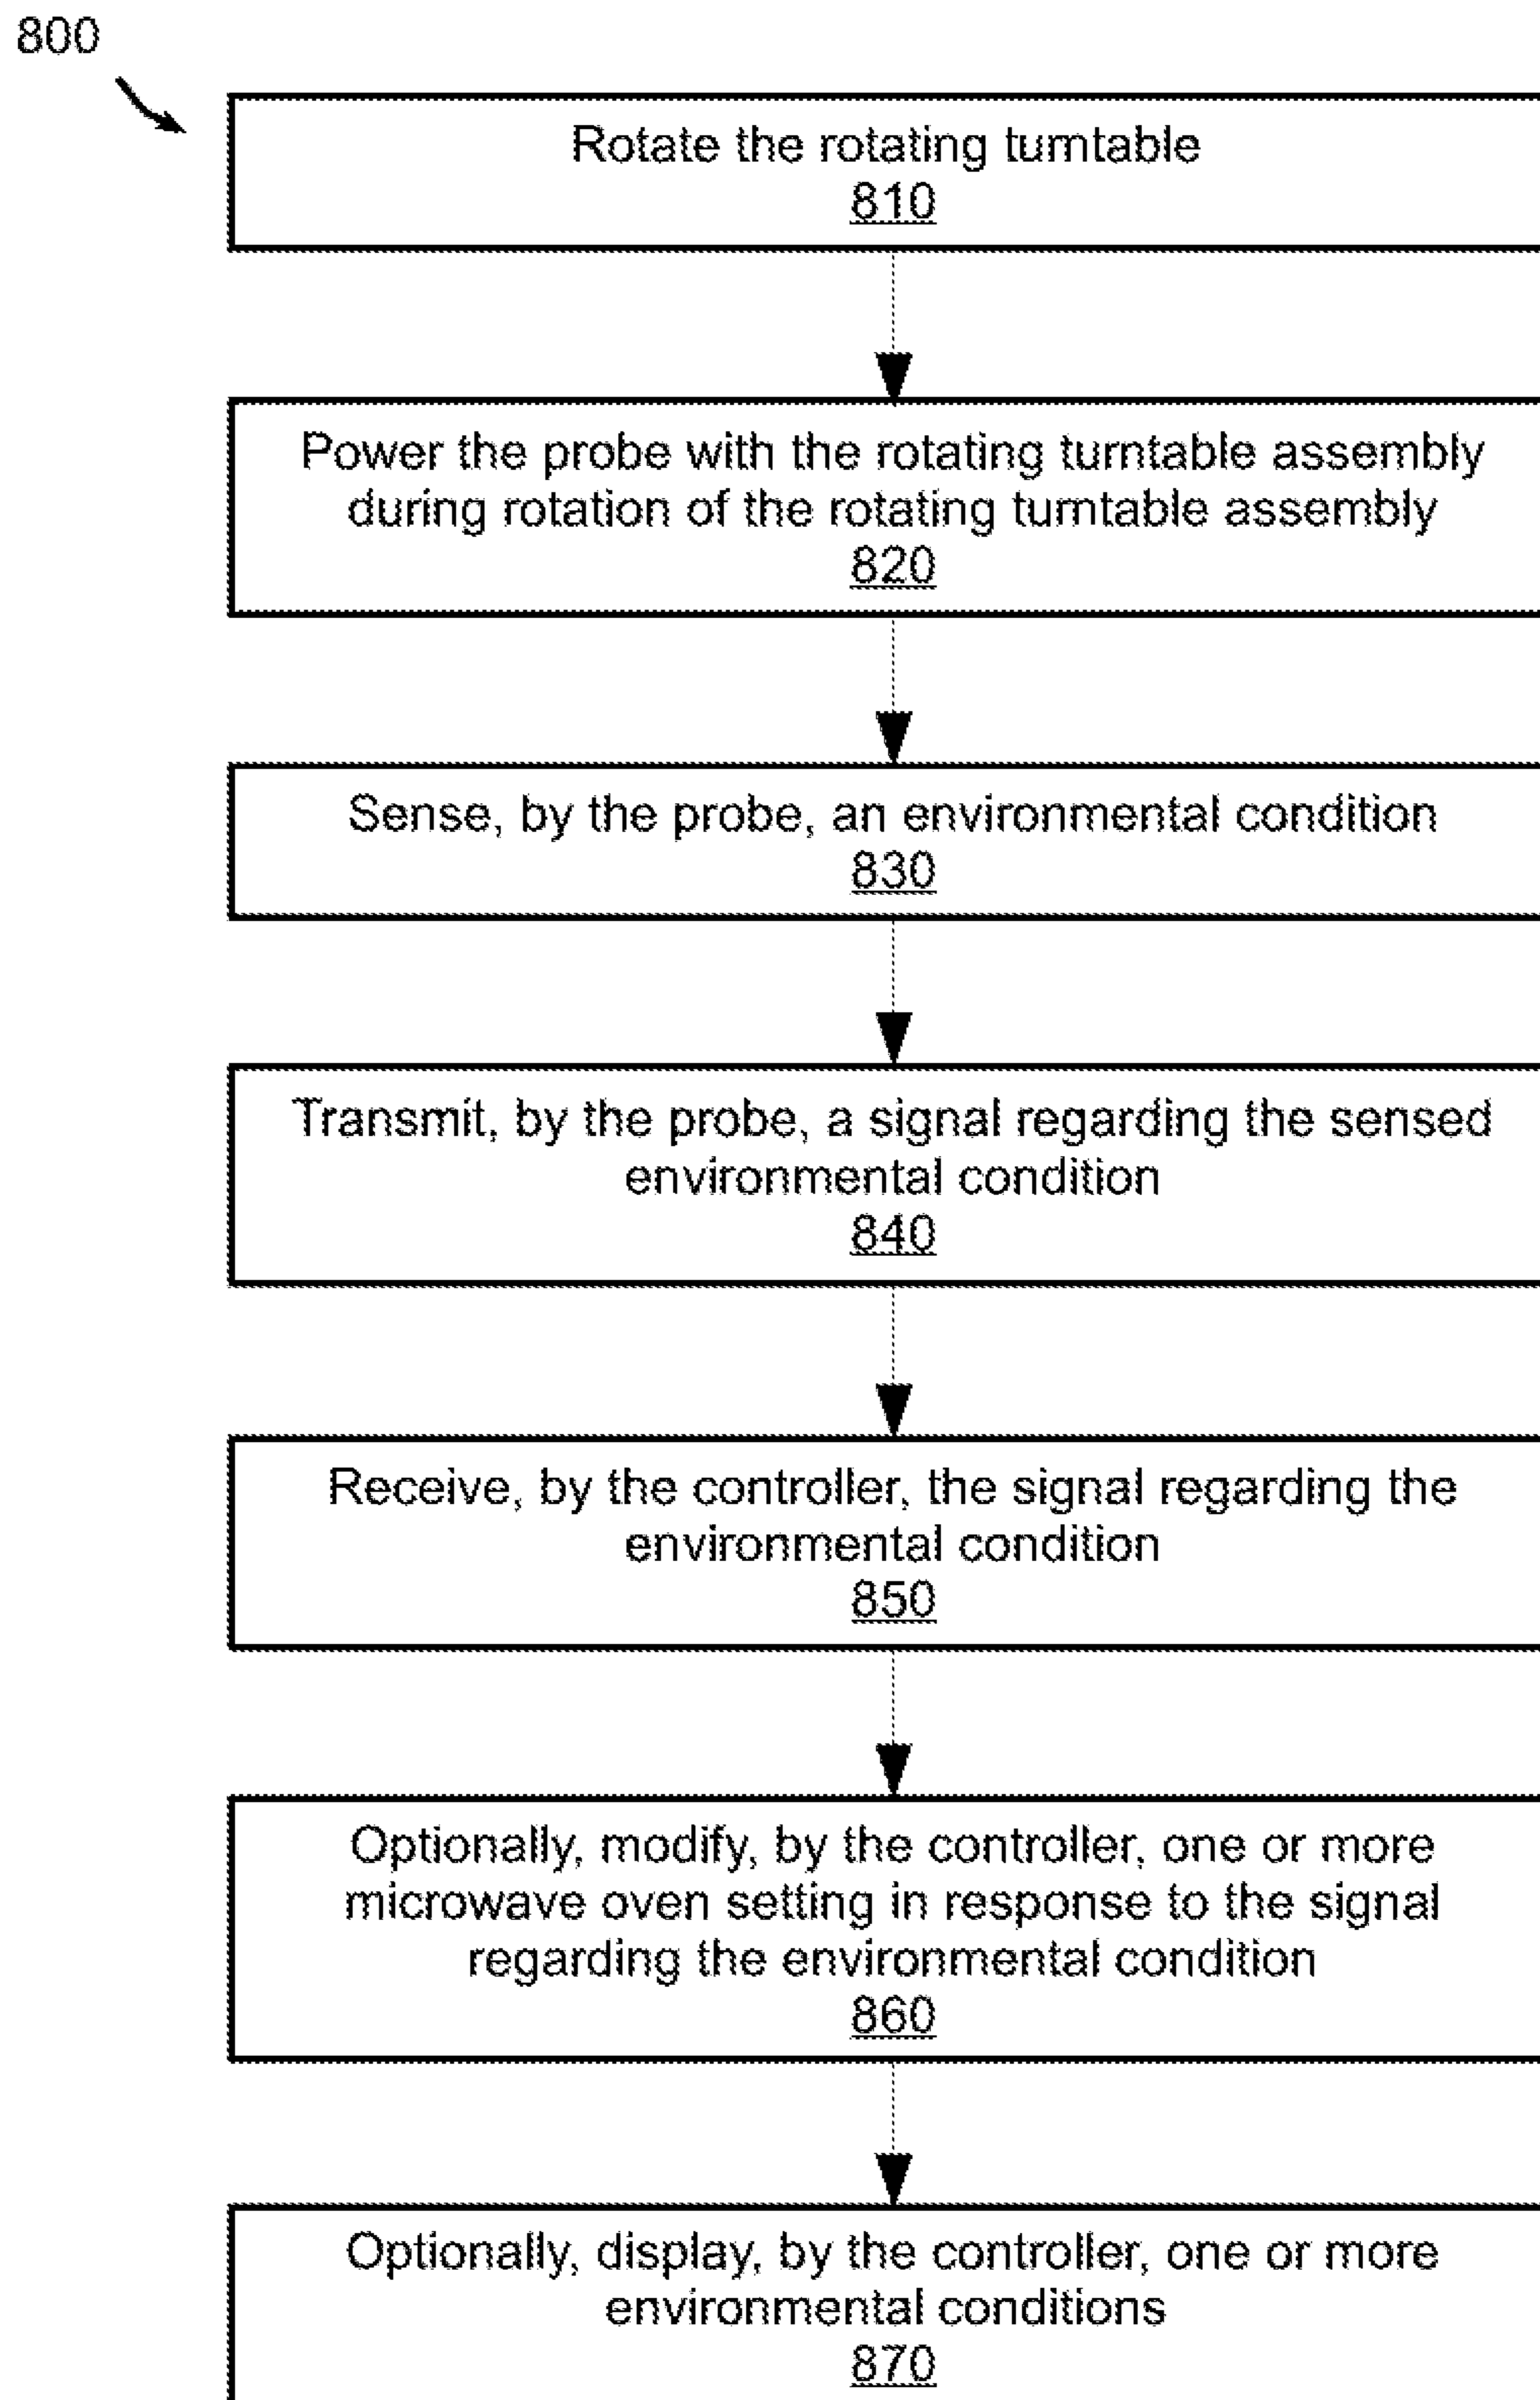 800
Rotate the rotating turntable
810
Power the probe with the rotating turntable assembly
during rotation of the rotating turntable assembly
820
Sense, by the probe, an environmental condition
830
Transmit, by the probe, a signal regarding the sensed
environmental condition
840
Receive, by the controller, the signal regarding the
environmental condition
850
Optionally, modify, by the controller, one or more
microwave oven setting in response to the signal
regarding the environmental condition
860
Optionally, display, by the controller, one or more
environmental conditions
870